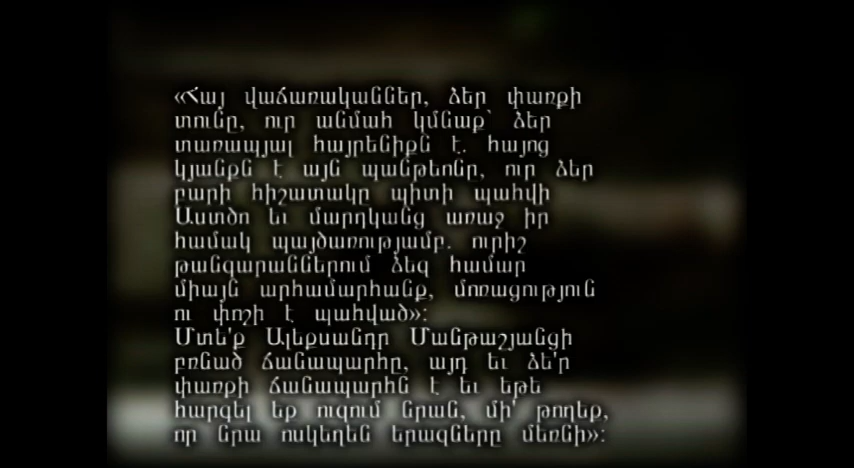 «Հայ վաճառականներ, ձեր փառքի
տունը, ուր անմահ կմնաք՝ ձեր
տառապյալ հայրենիքն է. հայոց
կյանքն է այն պանթեոնը, ուր ձեր
բարի հիշատակը պիտի պահվի
Աստծո եւ մարդկանց առաջ իր
համակ պայծառությամբ. ուրիշ
թանգարաններում ձեզ համար
միայն արհամարհանք, մոռացություն
ու փոշի է պահված»:
Մտե'ք Ալեքսանդր Մանթաշյանցի
բռնած ճանապարհը, այդ եւ ձե'ր
փառքի ճանապարհն է եւ եթե
հարգել եք ուզում նրան, մի' թողեք,
որ նրա ոսկեղեն երազները մեռնի»: